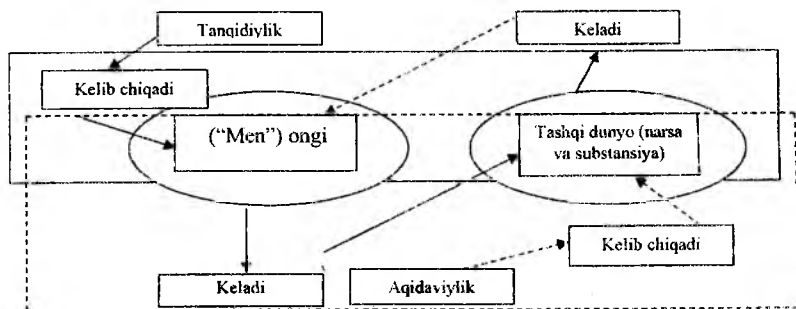 Tanqidiylik
Keladi
Kelib chiqadi
(“Men”) ongi
Tashqi dunyo (narsa
va substansiya)
Kelib chiqadi
Keladi
Aqidaviylik